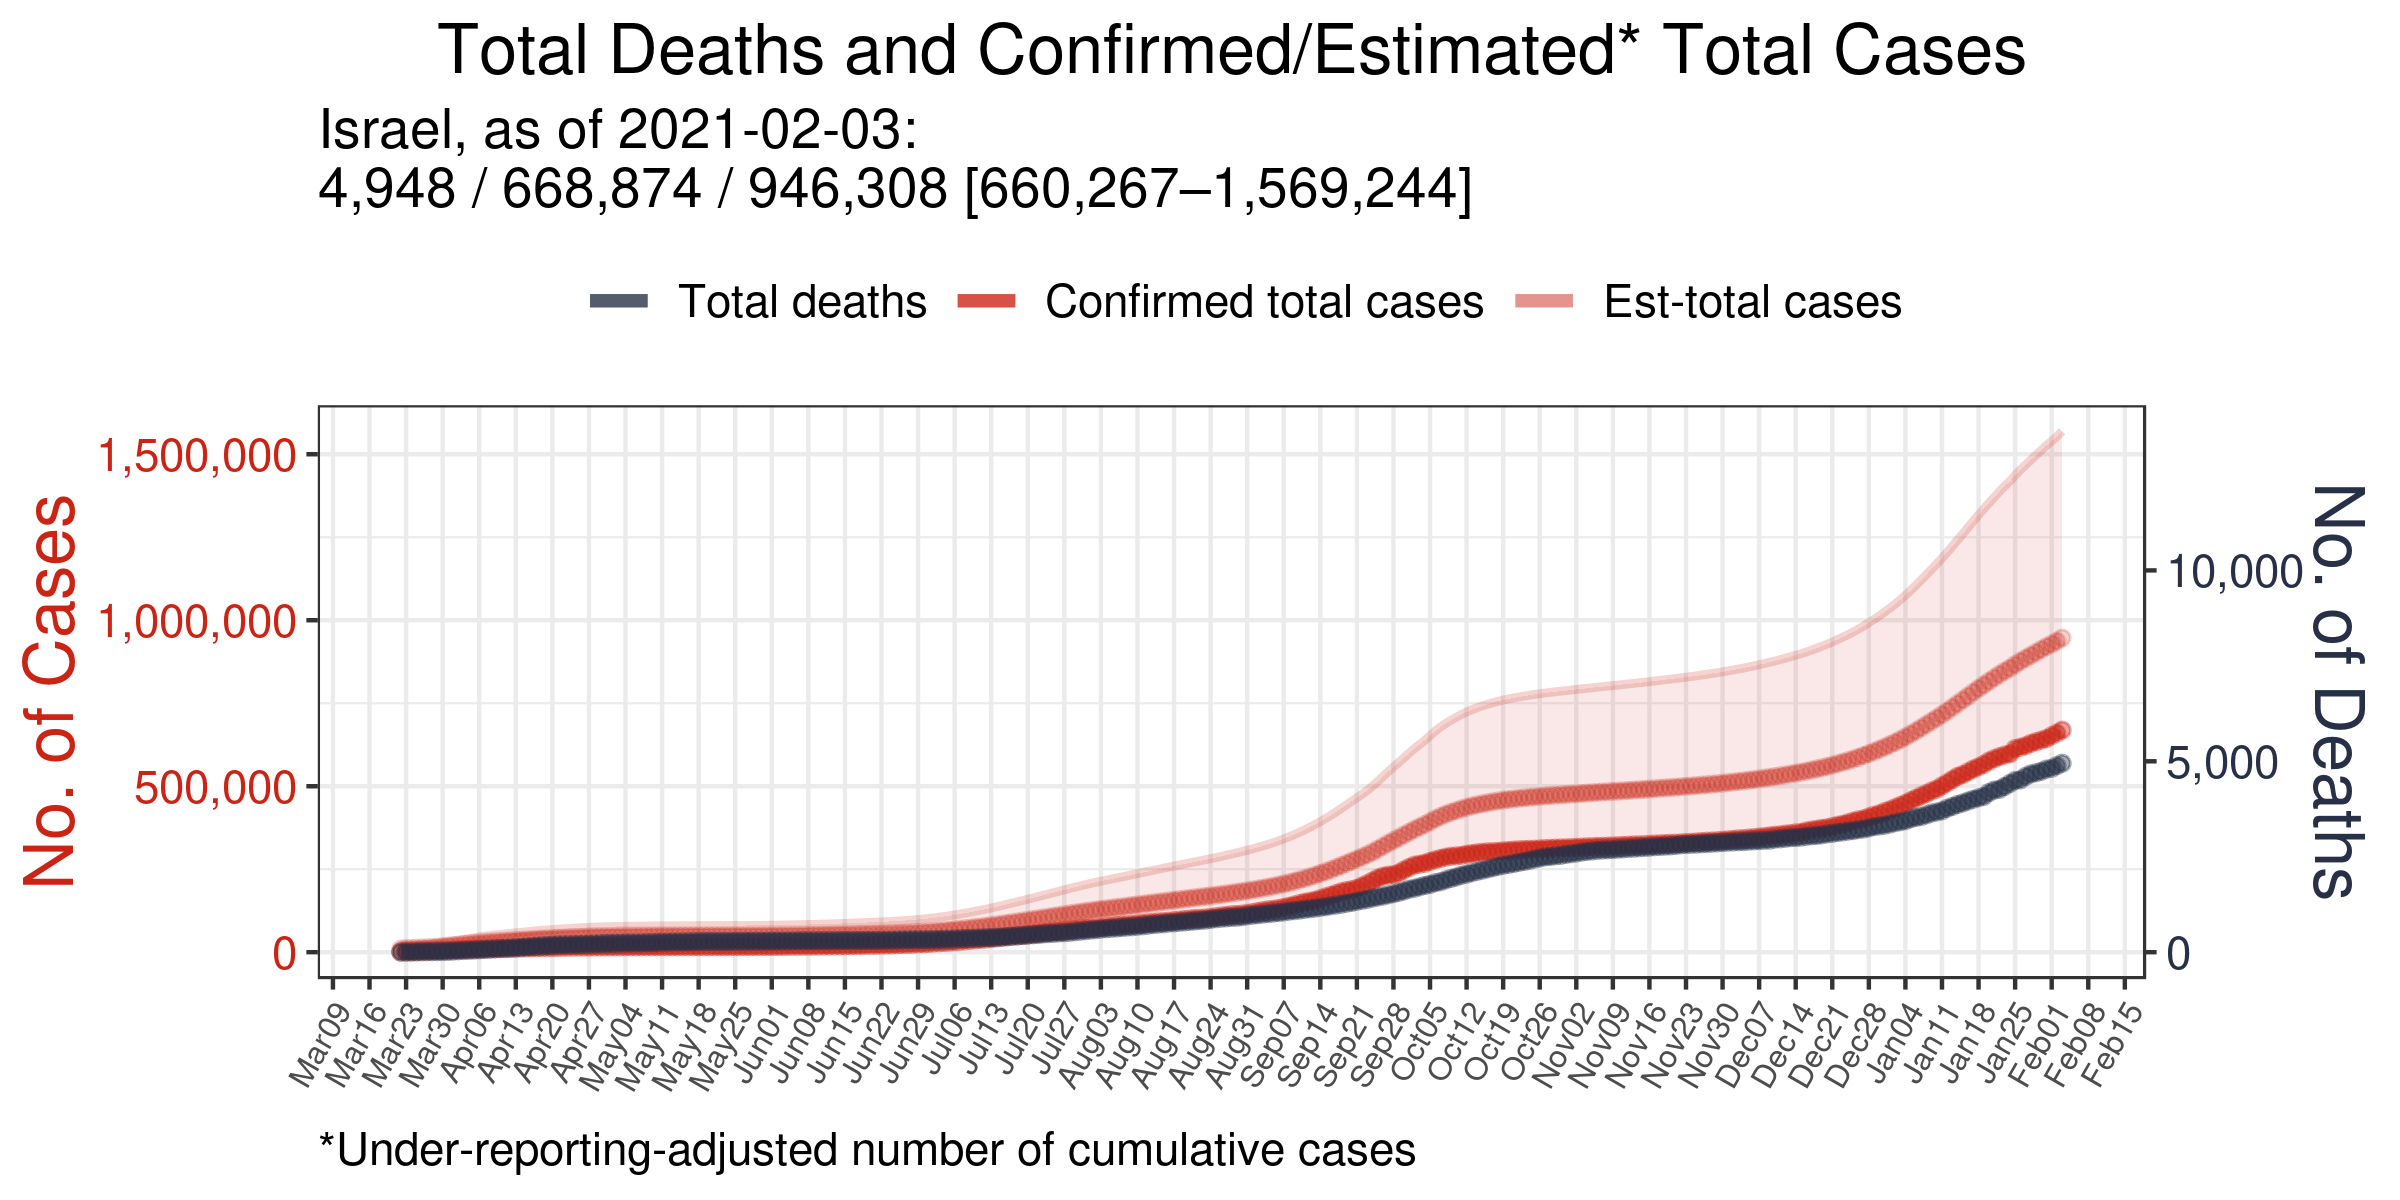 Total Deaths and Confirmed/Estimated* Total Cases
Israel, as of 2021-02-03:
4,948 / 668,874 / 946,308 [660,267–1,569,244]
Total deaths
Confirmed total cases
Est-total cases
No. of Cases
1,500,000
1,000,000
500,000
0
No. of Deaths
10,000
5,000
0
Mar09
Mar16
Mar23
Mar30
Apr06
Apr13
Apr20
Apr27
May04
May11
May18
May25
Jun01
Jun08
Jun15
Jun22
Jun29
Jul06
Jul13
Jul20
Jul27
Aug03
Aug10
Aug17
Aug24
Aug31
Sep07
Sep14
Sep21
Sep28
Oct05
Oct12
Oct19
Oct26
Nov02
Nov09
Nov16
Nov23
Nov30
Dec07
Dec14
Dec21
Dec28
Jan04
Jan11
Jan18
Jan25
Feb01
Feb08
Feb15
*Under-reporting-adjusted number of cumulative cases